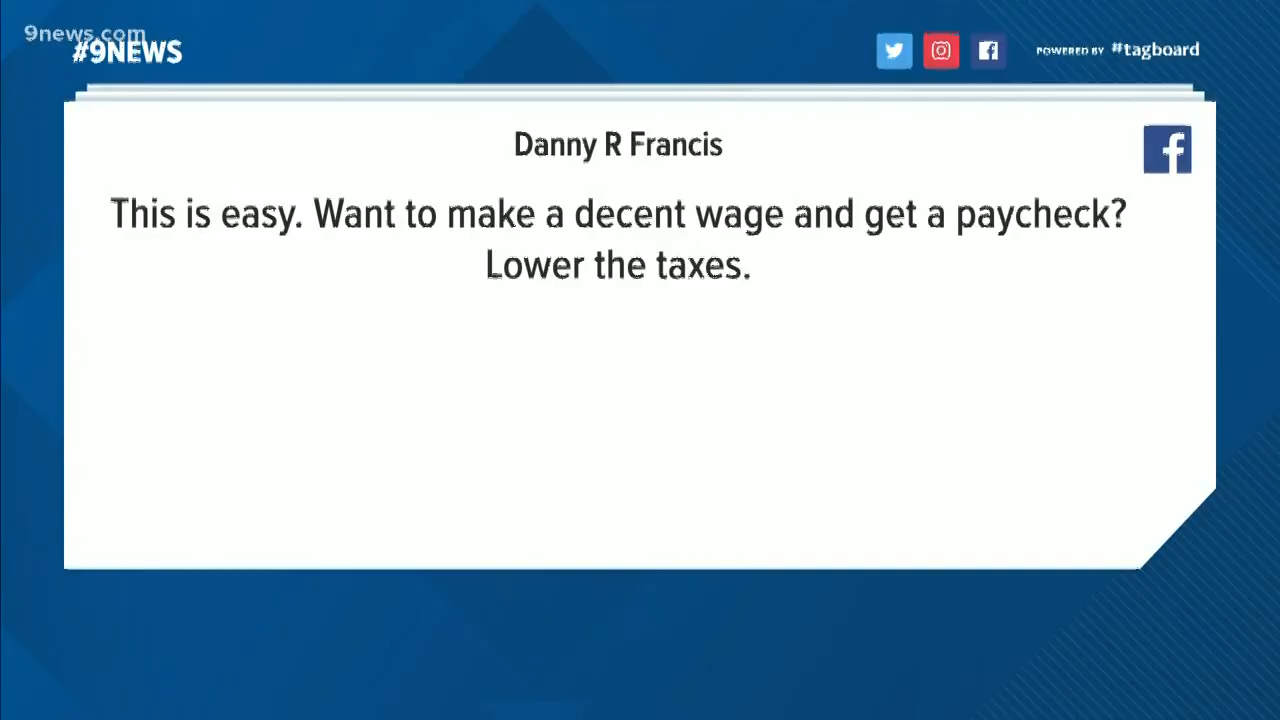 9news.com
#9NEWS
POWERED BY #tagboard
Danny R Francis
This is easy. Want to make a decent wage and get a paycheck?
Lower the taxes.